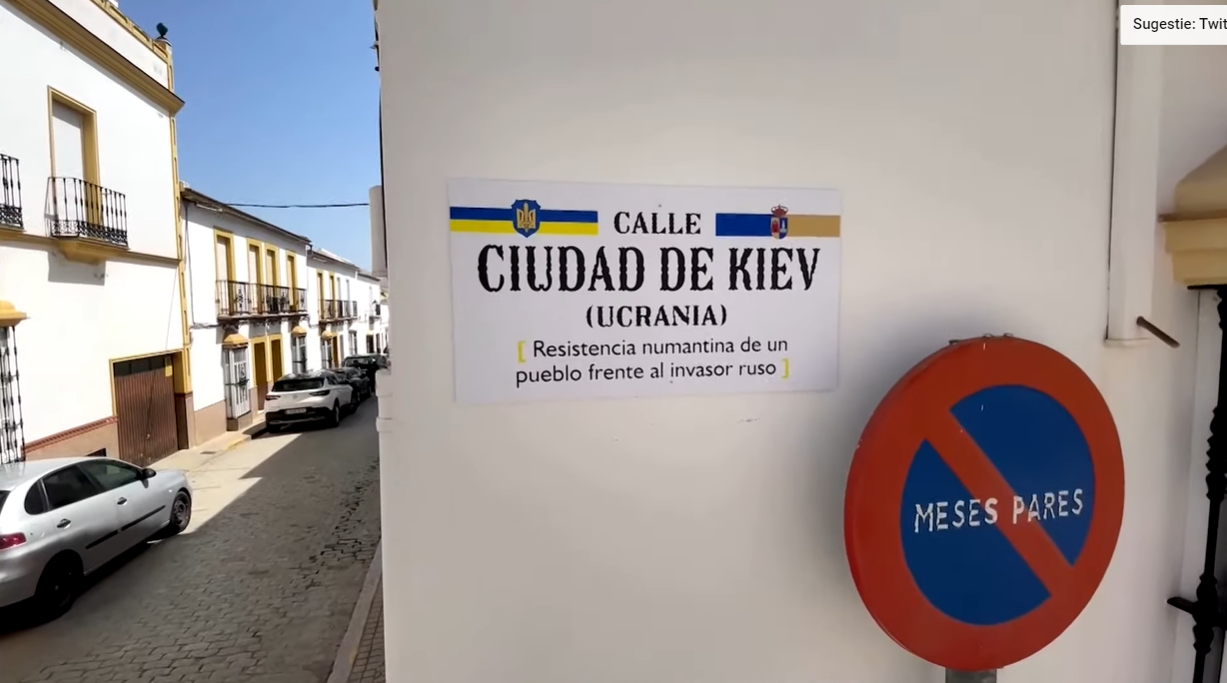 Sugestie: Twit
CALLE
CIUDAD DE KIEV
(UCRANIA)
[ Resistencia numantina de un
pueblo frente al invasor ruso ]
MESES PARES